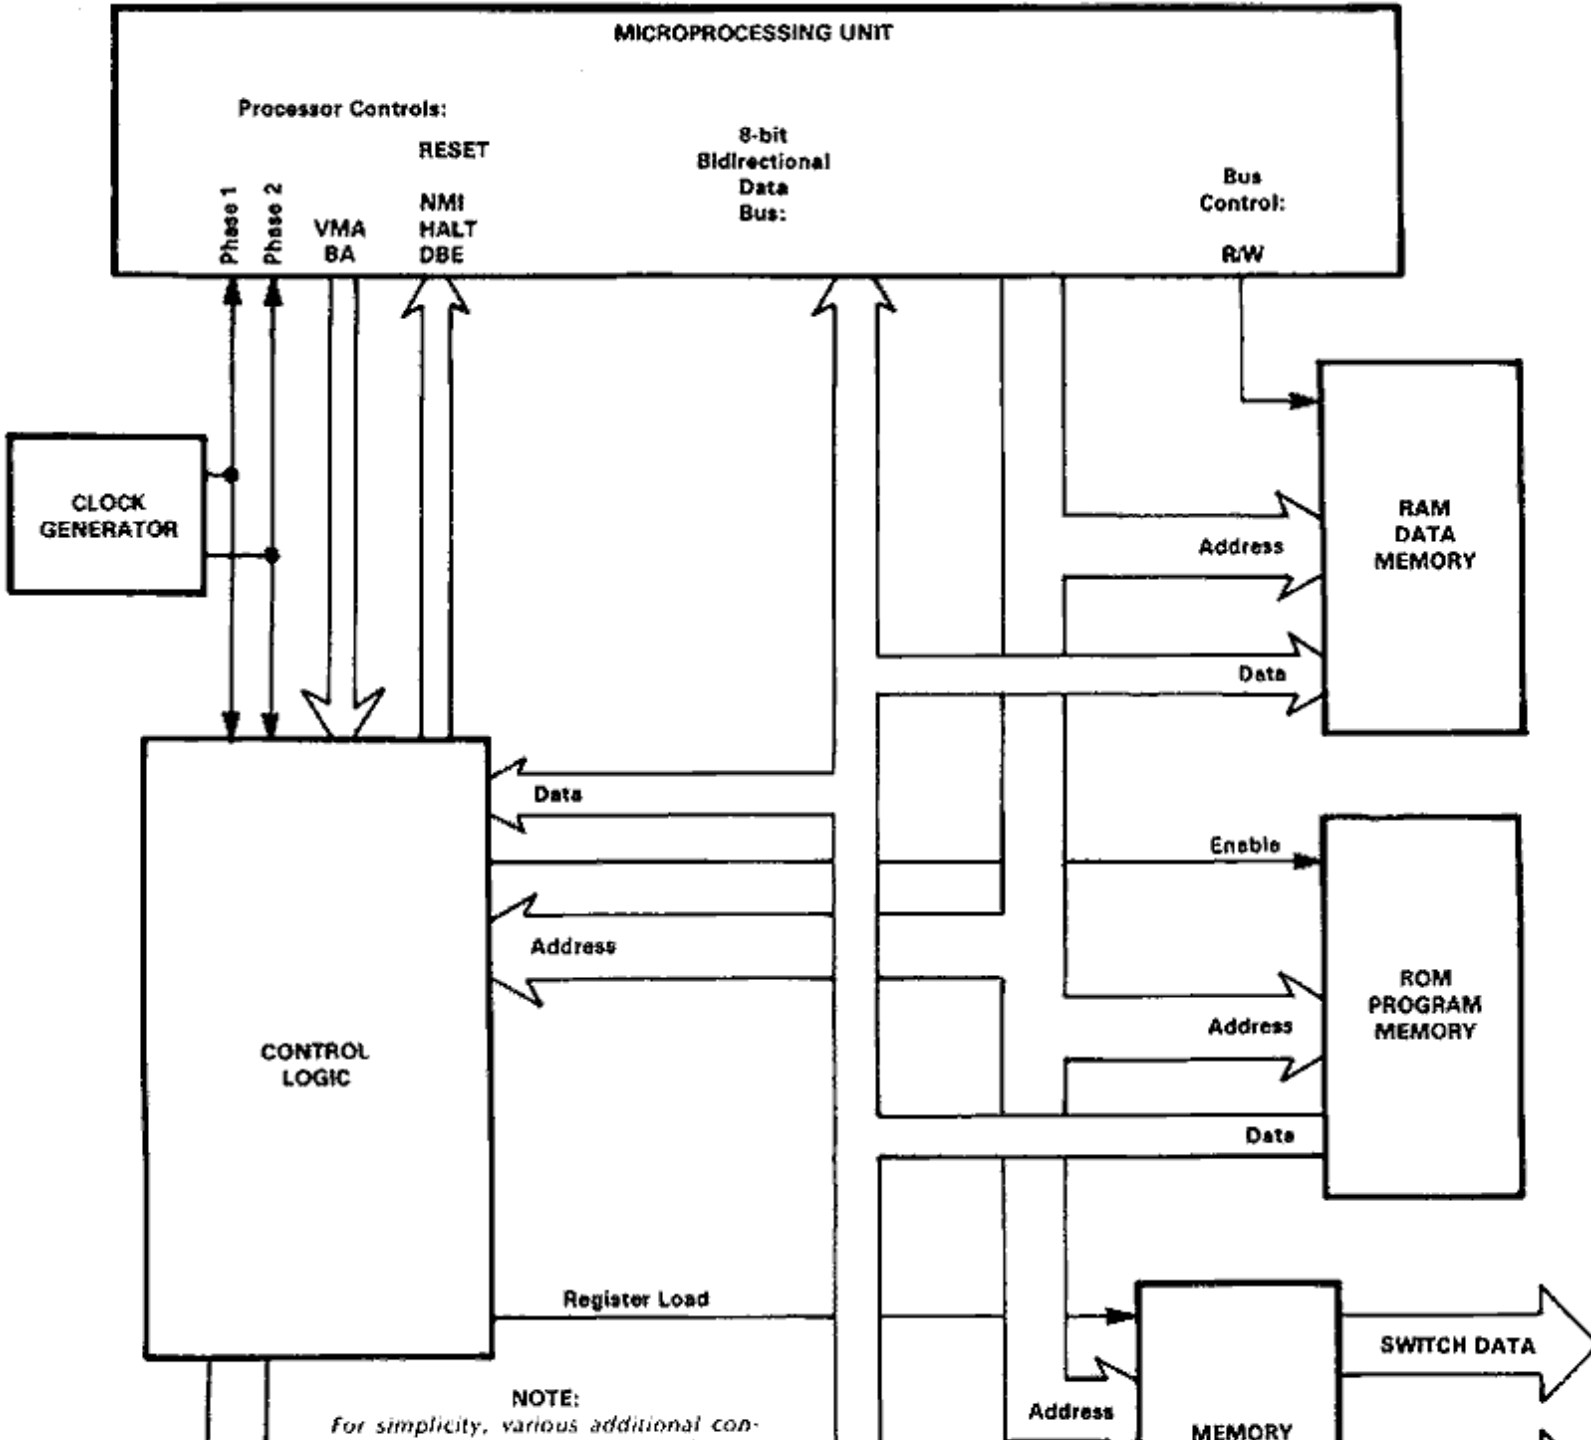 MICROPROCESSING UNIT
Processor Controls:
RESET
Phase 1
Phase 2
VMA
BA
NMI
HALT
DBE
8-bit
Bidirectional
Data
Bus:
Bus
Control:
R/W
CLOCK
GENERATOR
RAM
DATA
MEMORY
Address
Data
Data
Enable
Address
CONTROL
LOGIC
ROM
PROGRAM
MEMORY
Address
Data
Register Load
SWITCH DATA
NOTE:
For simplicity, various additional con-
Address
MEMORY